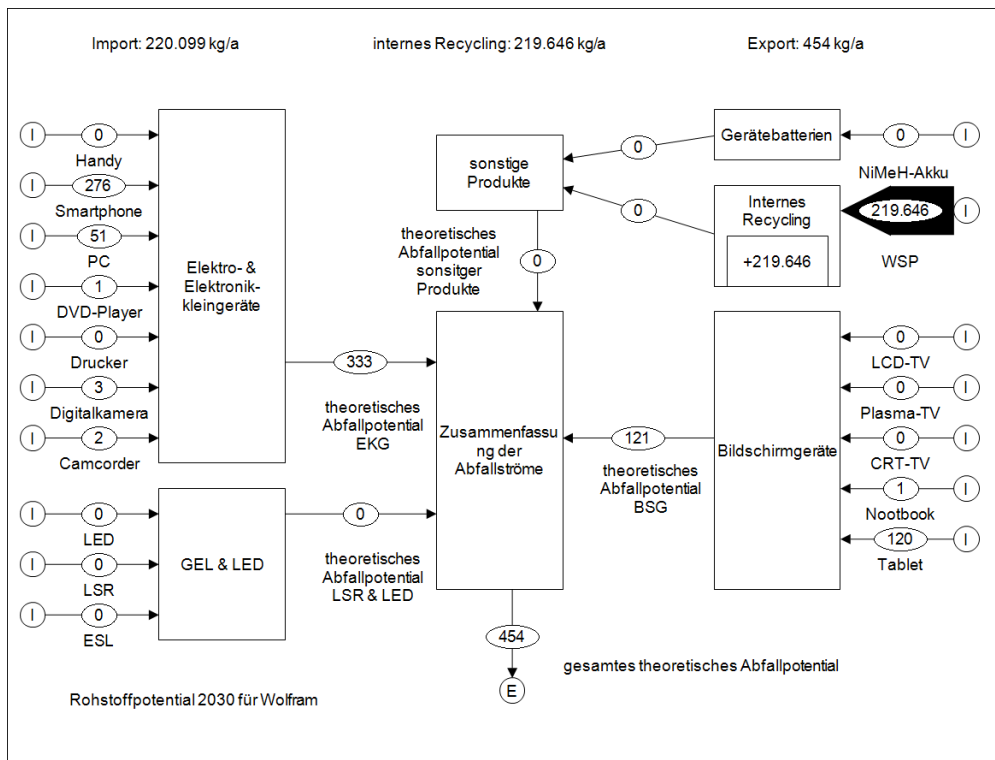 Import: 220.099 kg/a
internes Recycling: 219.646 kg/a
Export: 454 kg/a
I
0
Handy
I
276
Smartphone
I
51
PC
I
1
DVD-Player
I
0
Drucker
I
3
Digitalkamera
I
2
Camcorder
Elektro- &
Elektronik-
kleingeräte
333
theoretisches
Abfallpotential
EKG
I
0
LED
I
0
LSR
I
0
ESL
GEL & LED
0
theoretisches
Abfallpotential
LSR & LED
sonstige
Produkte
0
0
theoretisches
Abfallpotential
sonsitger
Produkte
0
Zusammenfassu
ng der
Abfallströme
454
E
gesamtes theoretisches Abfallpotential
Gerätebatterien
0
I
NiMeH-Akku
Internes
Recycling
+219.646
219.646
I
WSP
121
theoretisches
Abfallpotential
BSG
Bildschirmgeräte
0
I
LCD-TV
0
I
Plasma-TV
0
I
CRT-TV
1
I
Nootbook
120
I
Tablet
Rohstoffpotential 2030 für Wolfram